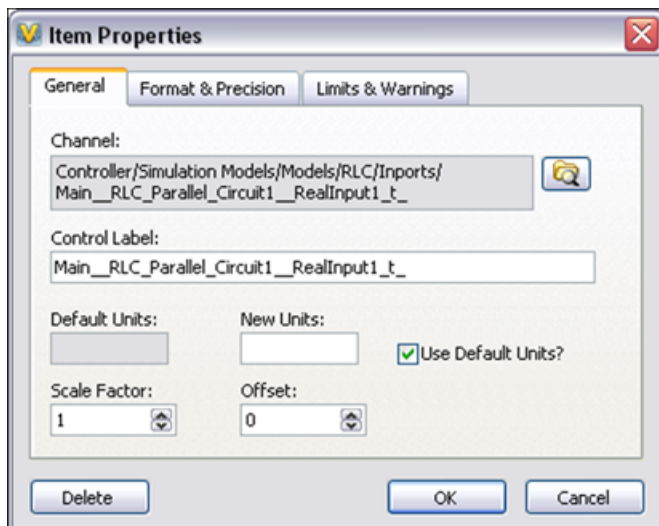 Item Properties
General Format & Precision Limits & Warnings
Channel:
Controller/Simulation Models/Models/RLC/Inports/
Main__RLC_Parallel_Circuit1__RealInput1_t_
Control Label:
Main__RLC_Parallel_Circuit1__RealInput1_t_
Default Units: New Units:
Use Default Units?
Scale Factor: Offset:
1 0
Delete OK Cancel